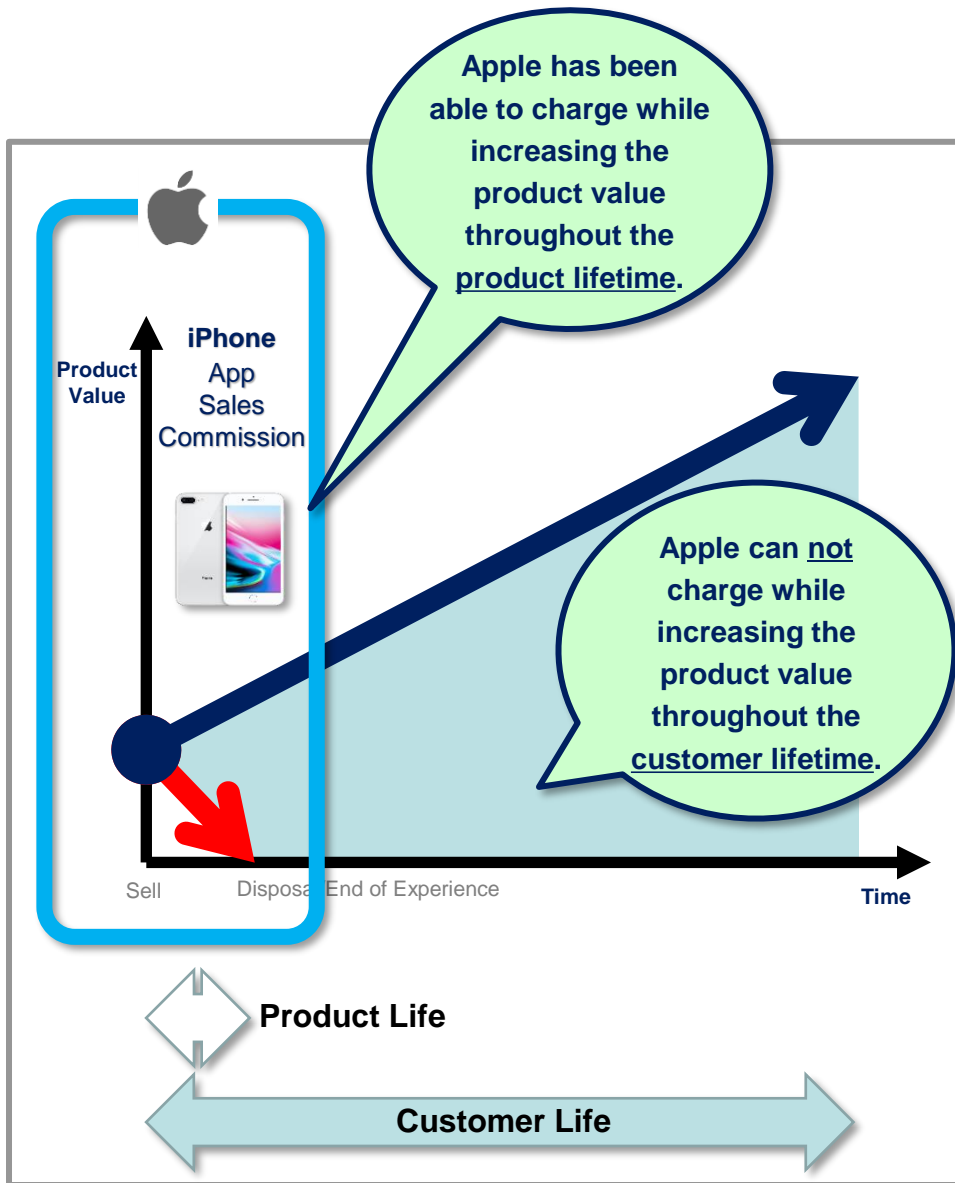 Apple has been
able to charge while
increasing the
product value
throughout the
product lifetime.
iPhone
App
Sales
Commission
Product
Value
Apple can not
charge while
increasing the
product value
throughout the
customer lifetime.
Sell
Disposal
End of Experience
Time
Product Life
Customer Life